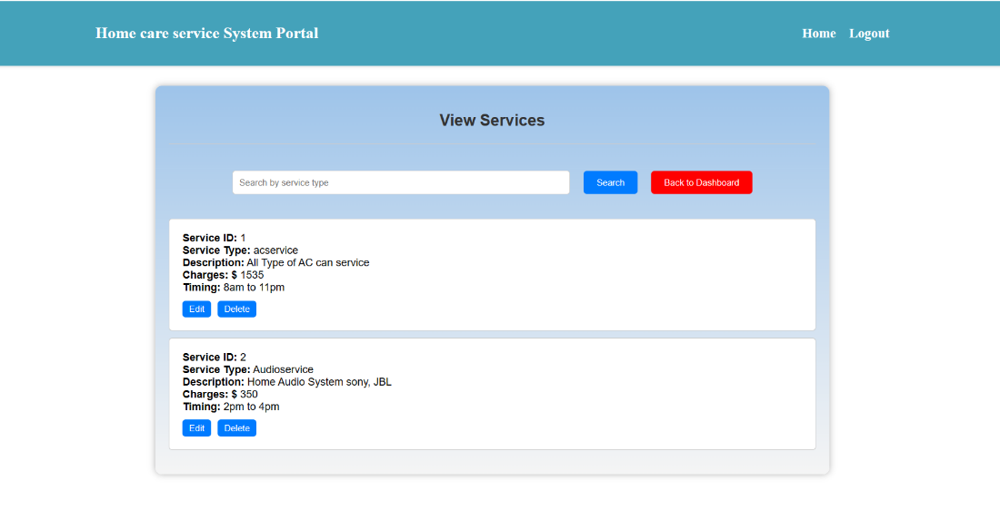 Home care service System Portal
Home Logout
View Services
Search by service type Search Back to Dashboard
Service ID: 1
Service Type: acservice
Description: All Type of AC can service
Charges: $ 1535
Timing: 8am to 11pm
Edit Delete
Service ID: 2
Service Type: Audioservice
Description: Home Audio System sony, JBL
Charges: $ 350
Timing: 2pm to 4pm
Edit Delete